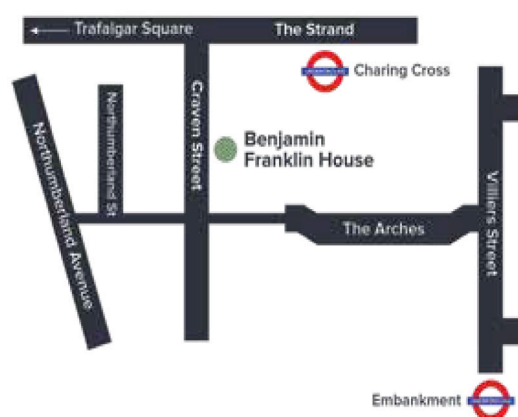 Trafalgar Square
The Strand
Charing Cross
Northumberland Avenue
Northumberland St
Craven Street
Benjamin
Franklin House
Villiers Street
The Arches
Embankment